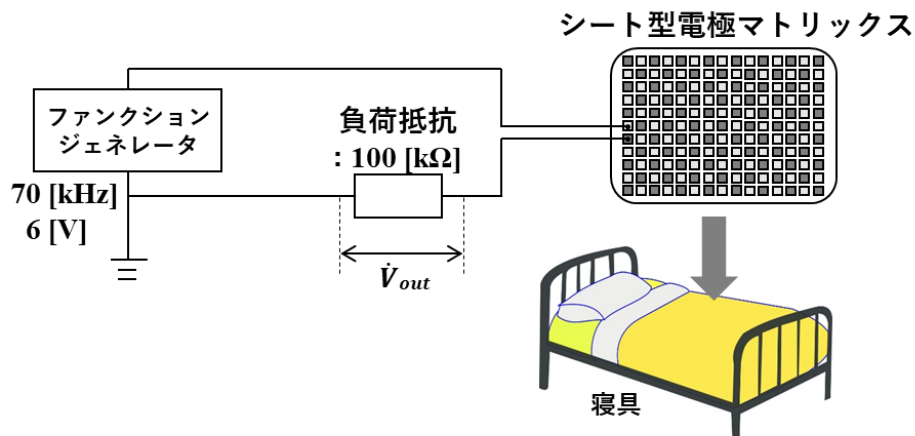 シート型電極マトリックス
ファンクション
ジェネレータ
負荷抵抗
：100 [kΩ]
70 [kHz]
6 [V]
V̇out
寝具